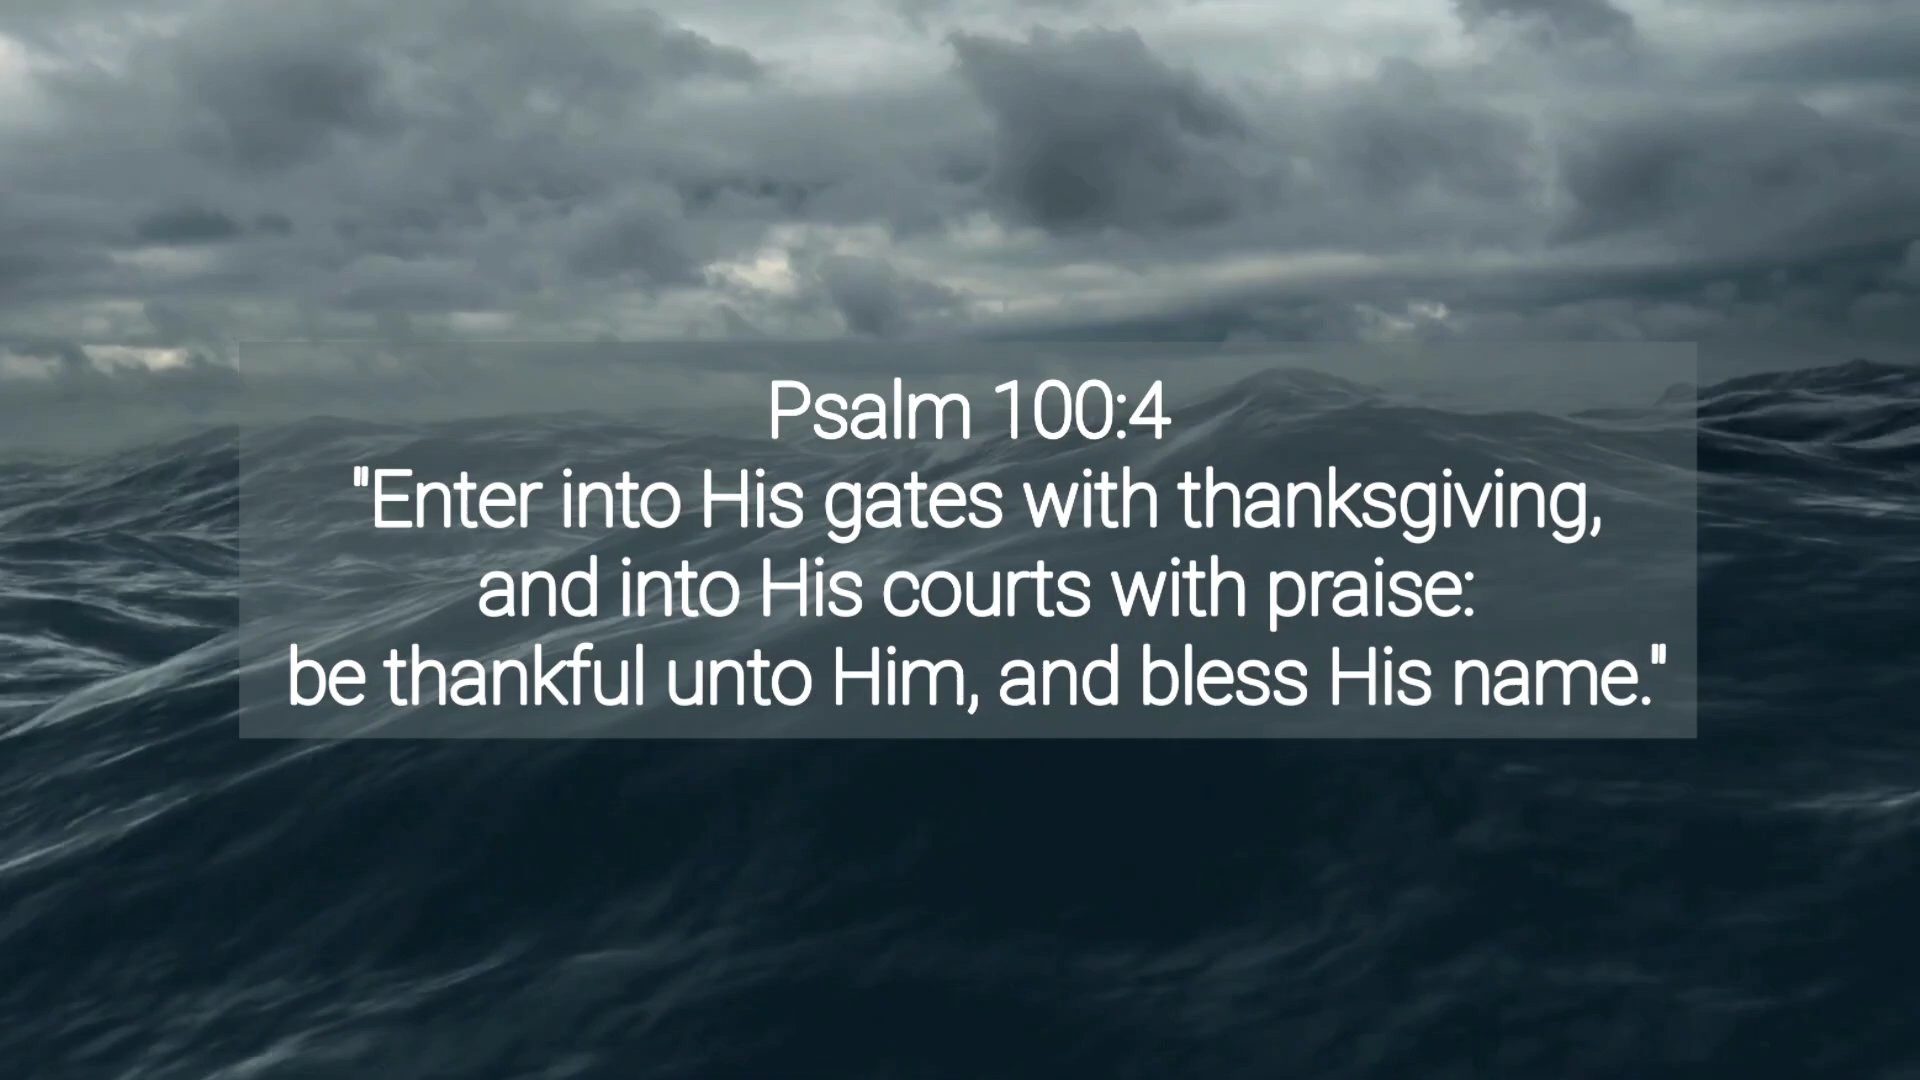 Psalm 100:4
"Enter into His gates with thanksgiving,
and into His courts with praise:
be thankful unto Him, and bless His name."